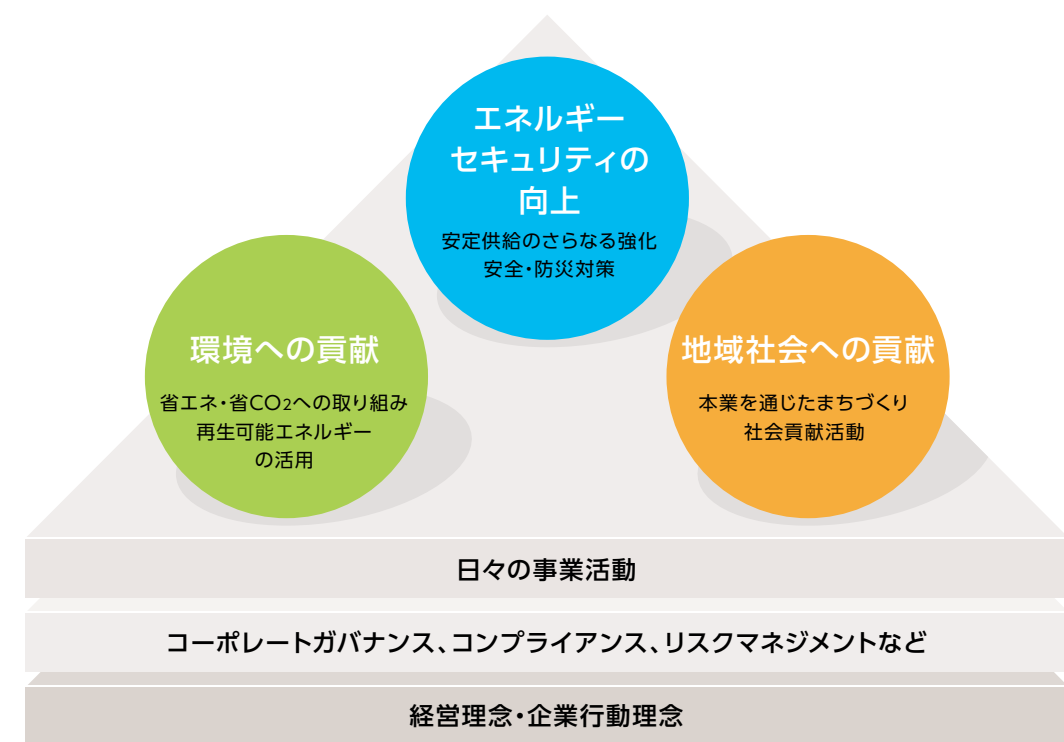 エネルギー
セキュリティの
向上
安定供給のさらなる強化
安全・防災対策
環境への貢献
省エネ・省CO2への取り組み
再生可能エネルギー
の活用
地域社会への貢献
本業を通じたまちづくり
社会貢献活動
日々の事業活動
コーポレートガバナンス、コンプライアンス、リスクマネジメントなど
経営理念・企業行動理念